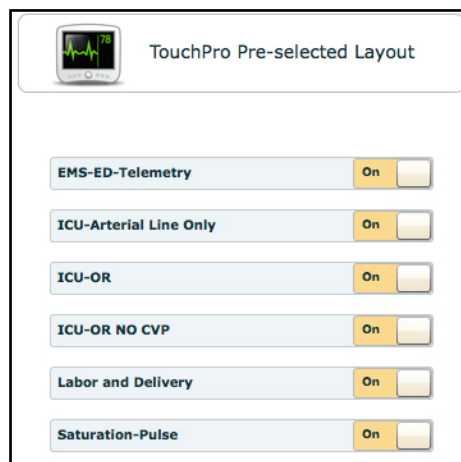 78
TouchPro Pre-selected Layout
EMS-ED-Telemetry On
ICU-Arterial Line Only On
ICU-OR On
ICU-OR NO CVP On
Labor and Delivery On
Saturation-Pulse On